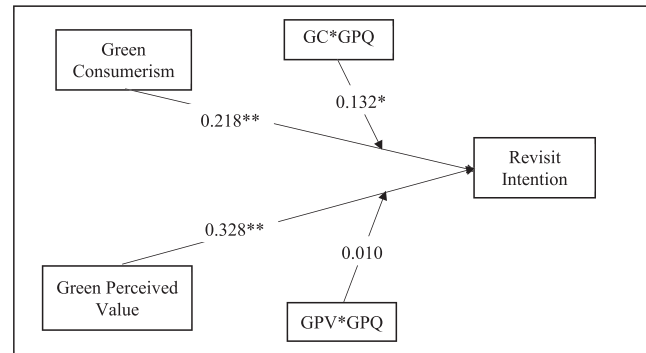 Green
Consumerism
GC*GPQ
0.132*
0.218**
Revisit
Intention
0.328**
0.010
Green Perceived
Value
GPV*GPQ